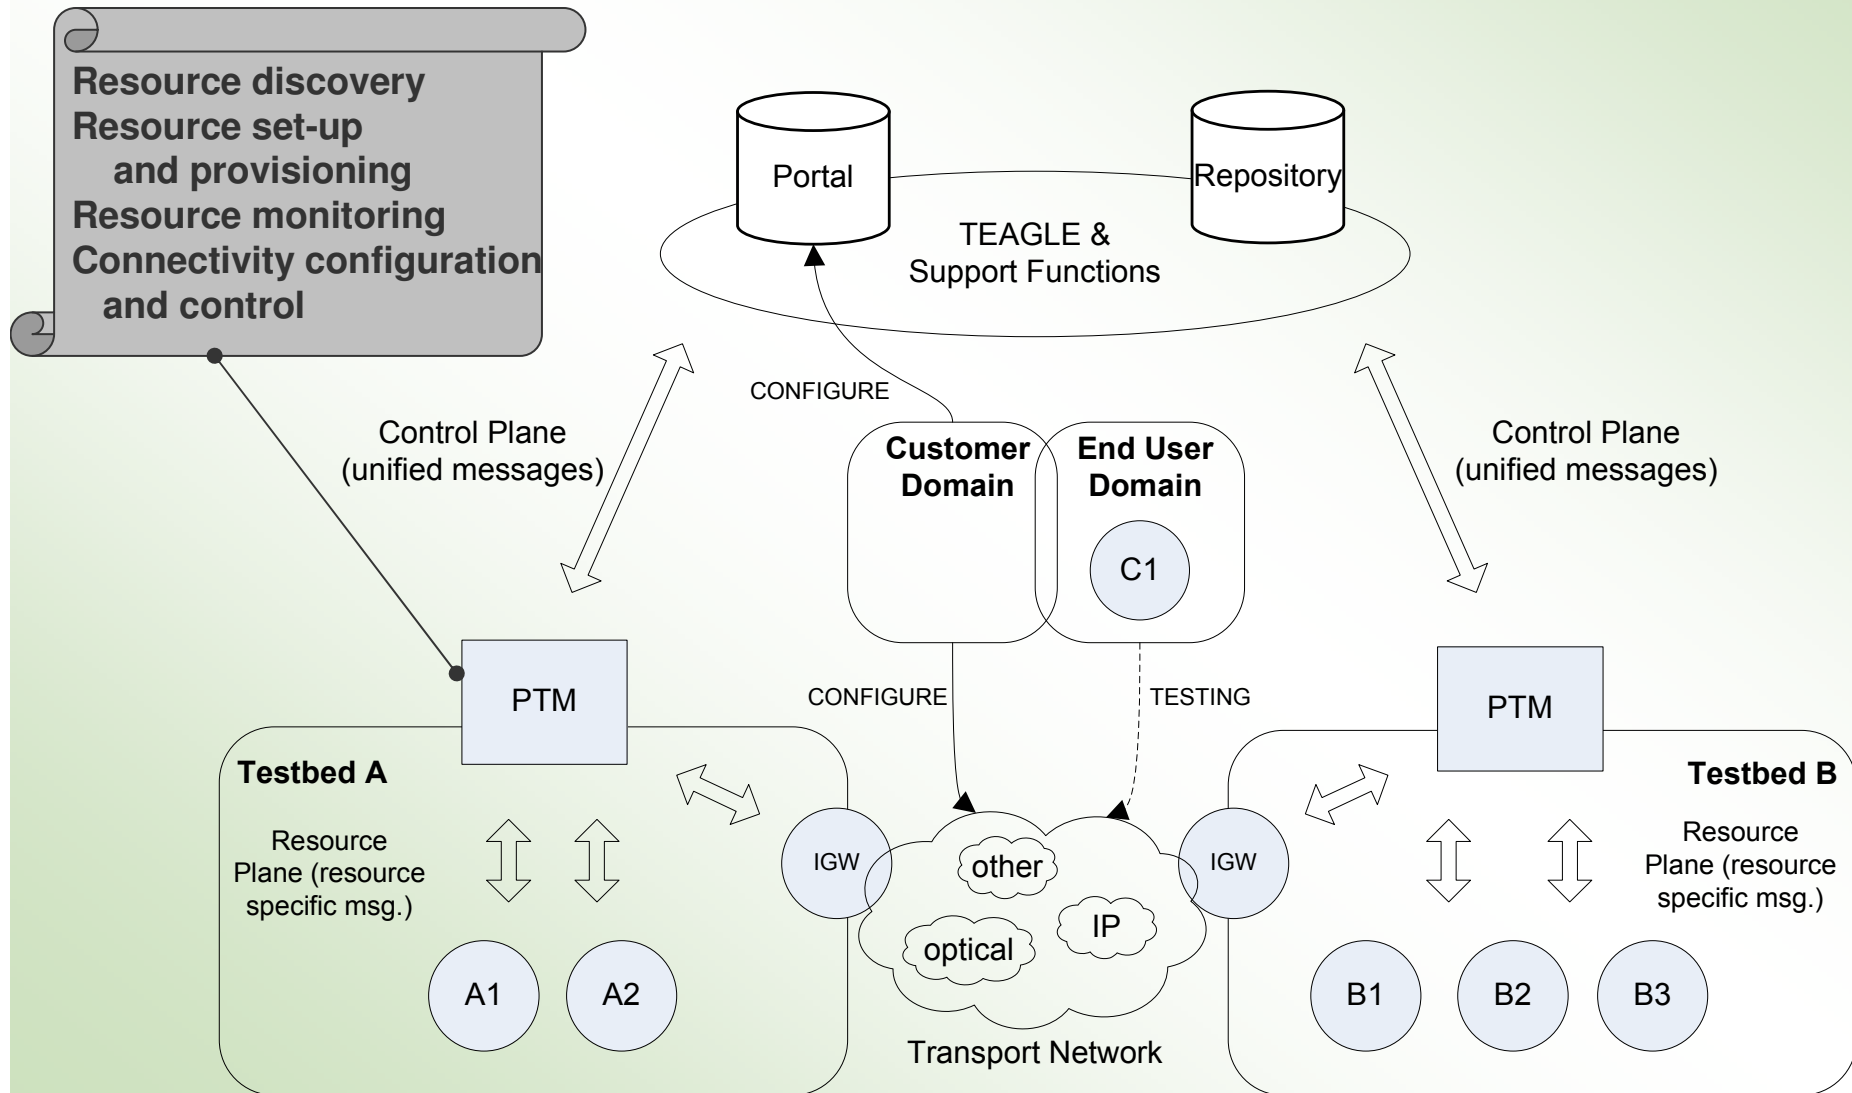 Resource discovery
Resource set-up
and provisioning
Resource monitoring
Connectivity configuration
and control
Portal
Repository
TEAGLE &
Support Functions
CONFIGURE
Control Plane
(unified messages)
Customer
Domain
End User
Domain
Control Plane
(unified messages)
C1
PTM
CONFIGURE
TESTING
PTM
Testbed A
Testbed B
Resource
Plane (resource
specific msg.)
IGW
other
IP
optical
IGW
Resource
Plane (resource
specific msg.)
A1
A2
B1
B2
B3
Transport Network